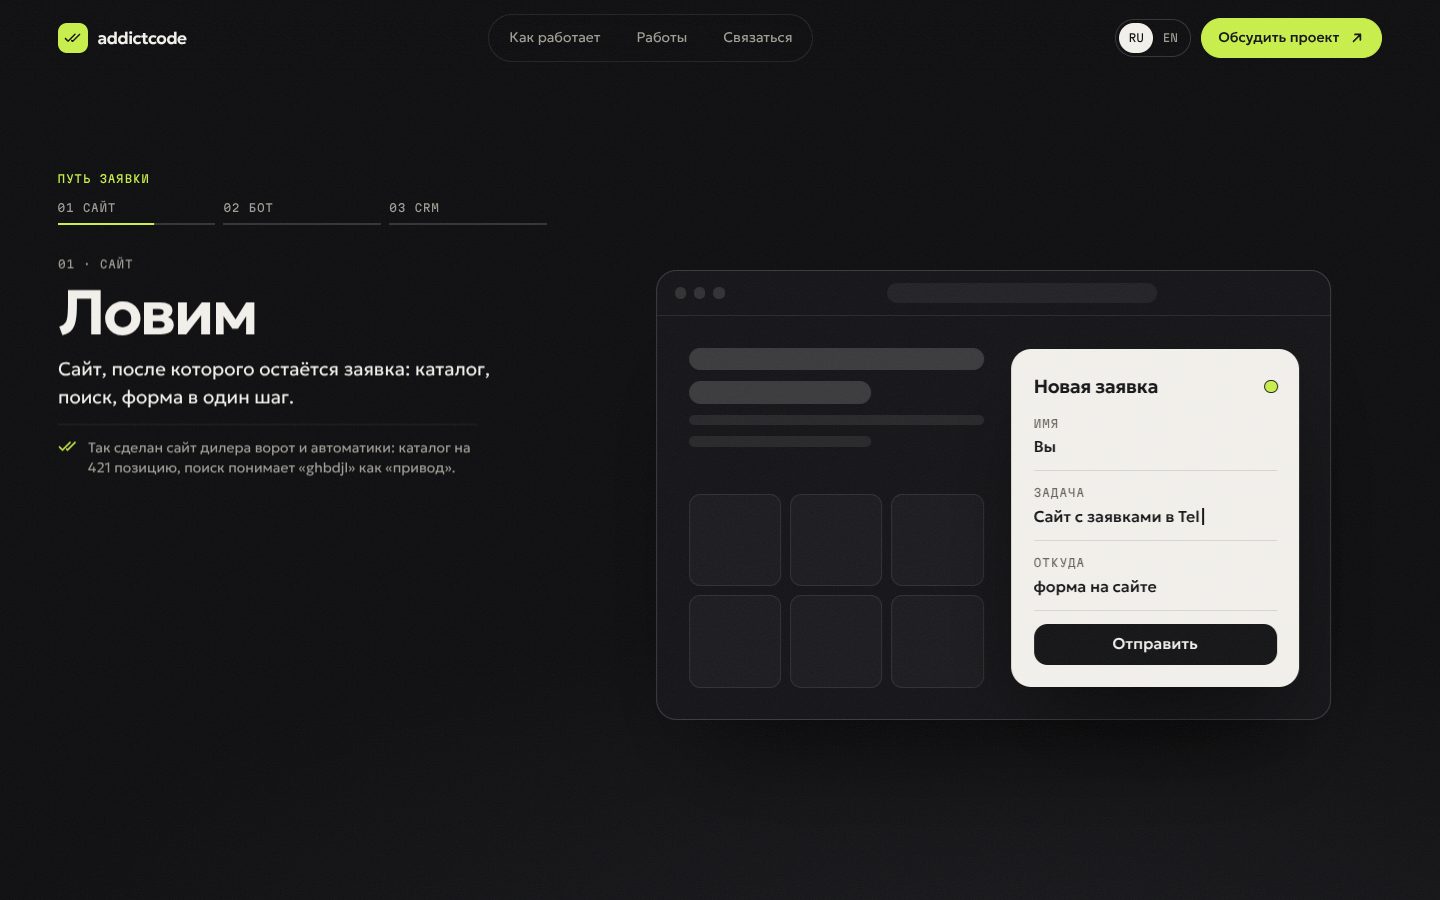 addictcode
Как работает
Работы
Связаться
RU
EN
Обсудить проект
ПУТЬ ЗАЯВКИ
01 САЙТ
02 БОТ
03 CRM
01 · САЙТ
Ловим
Сайт, после которого остаётся заявка: каталог,
поиск, форма в один шаг.
Так сделан сайт дилера ворот и автоматики: каталог на
421 позицию, поиск понимает «ghbdjl» как «привод».
Новая заявка
ИМЯ
Вы
ЗАДАЧА
Сайт с заявками в Tel
ОТКУДА
форма на сайте
Отправить